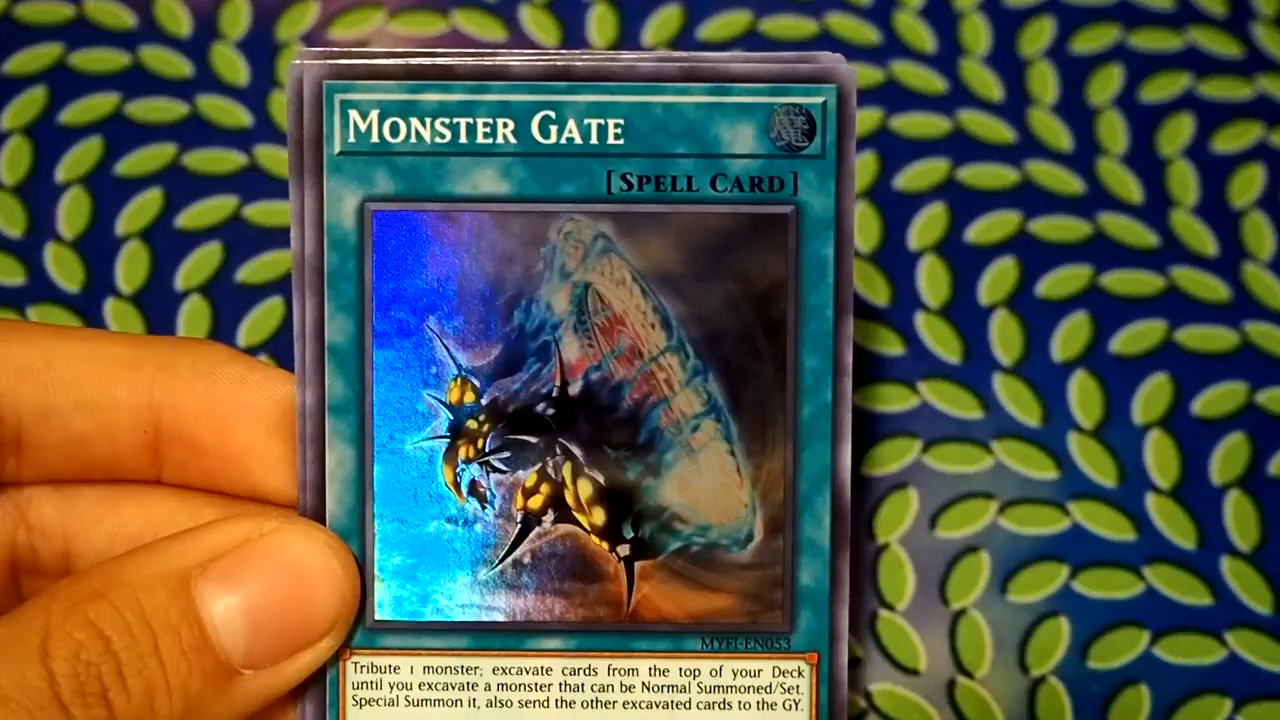 MONSTER GATE 魔
[SPELL CARD]
MYFI-EN053
Tribute 1 monster; excavate cards from the top of your Deck
until you excavate a monster that can be Normal Summoned/Set.
Special Summon it, also send the other excavated cards to the GY.